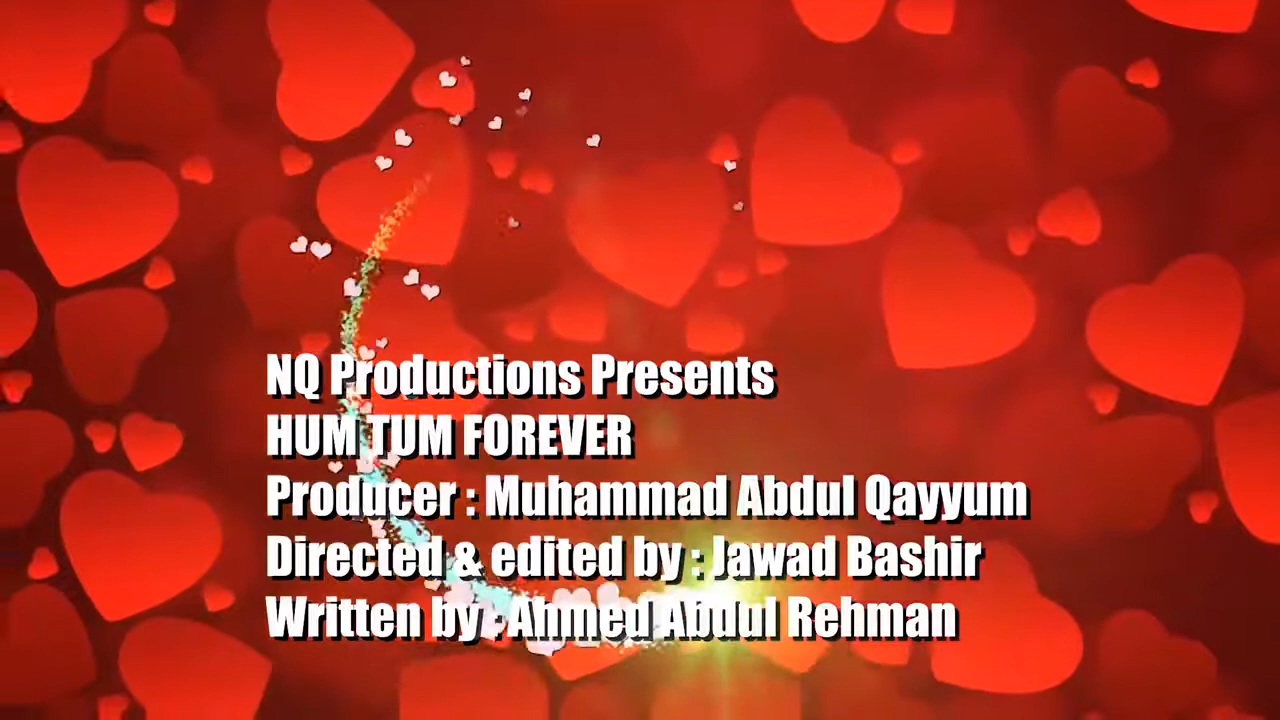 NQ Productions Presents
HUM TUM FOREVER
Producer : Muhammad Abdul Qayyum
Directed & edited by : Jawad Bashir
Written by : Ahmed Abdul Rehman